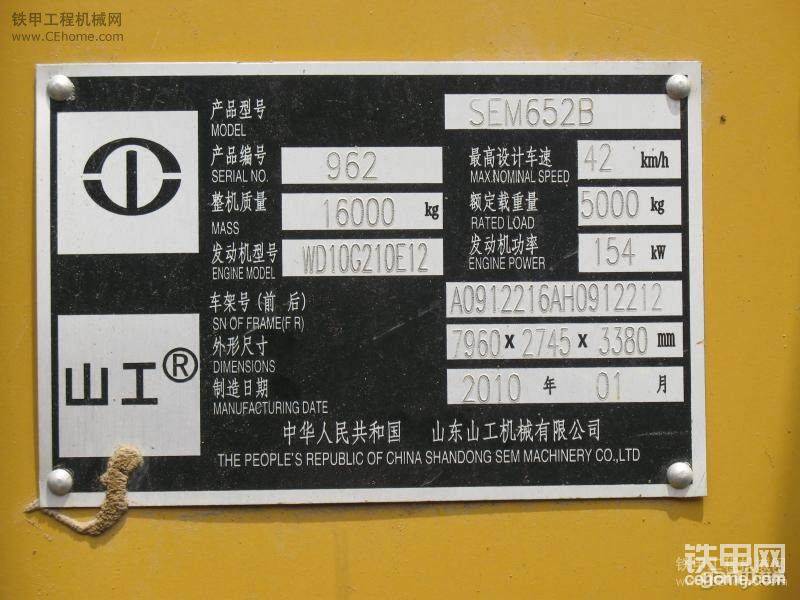 铁甲工程机械网
www.CEhome.com
产品型号 SEM652B
MODEL
产品编号 962 最高设计车速 42 km/h
SERIAL NO. MAX.NOMINAL SPEED
整机质量 16000 kg 额定载重量 5000 kg
MASS RATED LOAD
发动机型号 WD10G210E12 发动机功率 154 kW
ENGINE MODEL ENGINE POWER
车架号(前 后) A0912216AH0912212
SN OF FRAME(F R)
外形尺寸 7960 x 2745 x 3380 mm
DIMENSIONS
制造日期 2010 年 01 月
MANUFACTURING DATE
山工®
中华人民共和国 山东山工机械有限公司
THE PEOPLE'S REPUBLIC OF CHINA SHANDONG SEM MACHINERY CO.,LTD
铁甲网
cehome.com